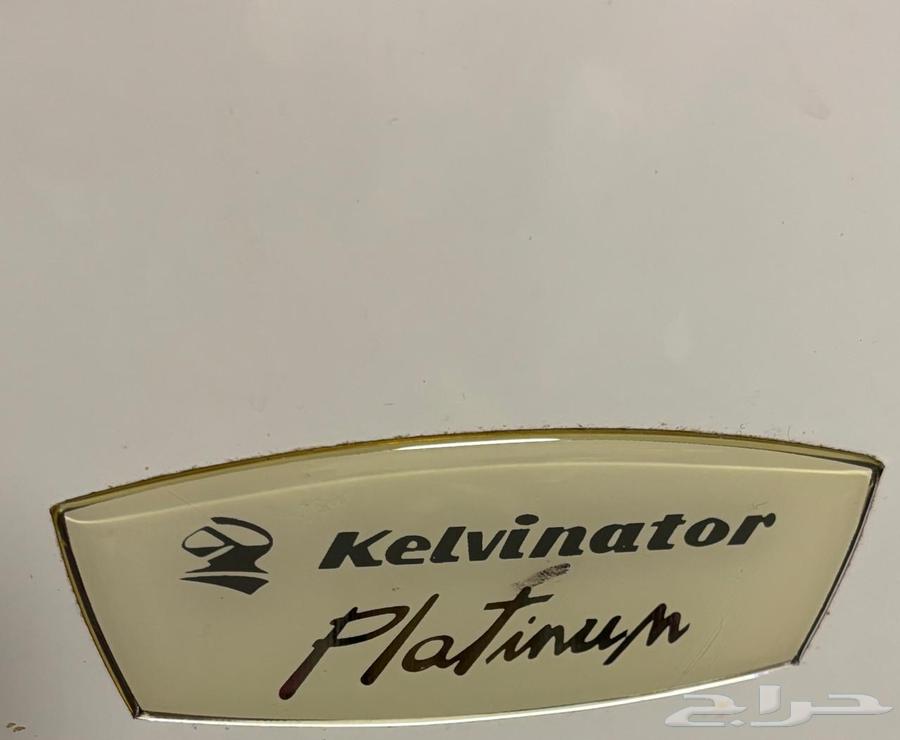 Kelvinator
Platinum
حراج